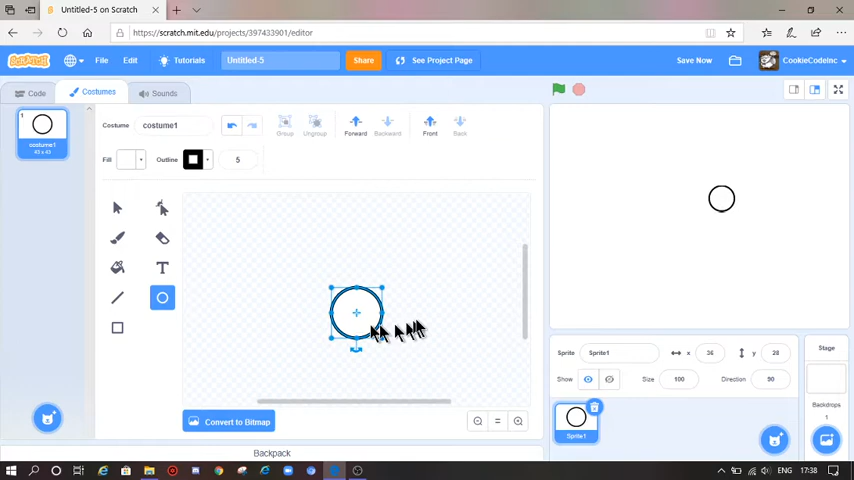 Untitled-5 on Scratch
https://scratch.mit.edu/projects/397433901/editor
SCRATCH
File
Edit
Tutorials
Untitled-5
Share
See Project Page
Save Now
CookieCodeInc
Code
Costumes
Sounds
1
costume1
43 x 43
Costume
costume1
Group
Ungroup
Forward
Backward
Front
Back
Fill
Outline
5
T
Convert to Bitmap
Backpack
Sprite
Sprite1
x
36
y
28
Show
Size
100
Direction
90
Sprite1
Stage
Backdrops
1
ENG
17:38